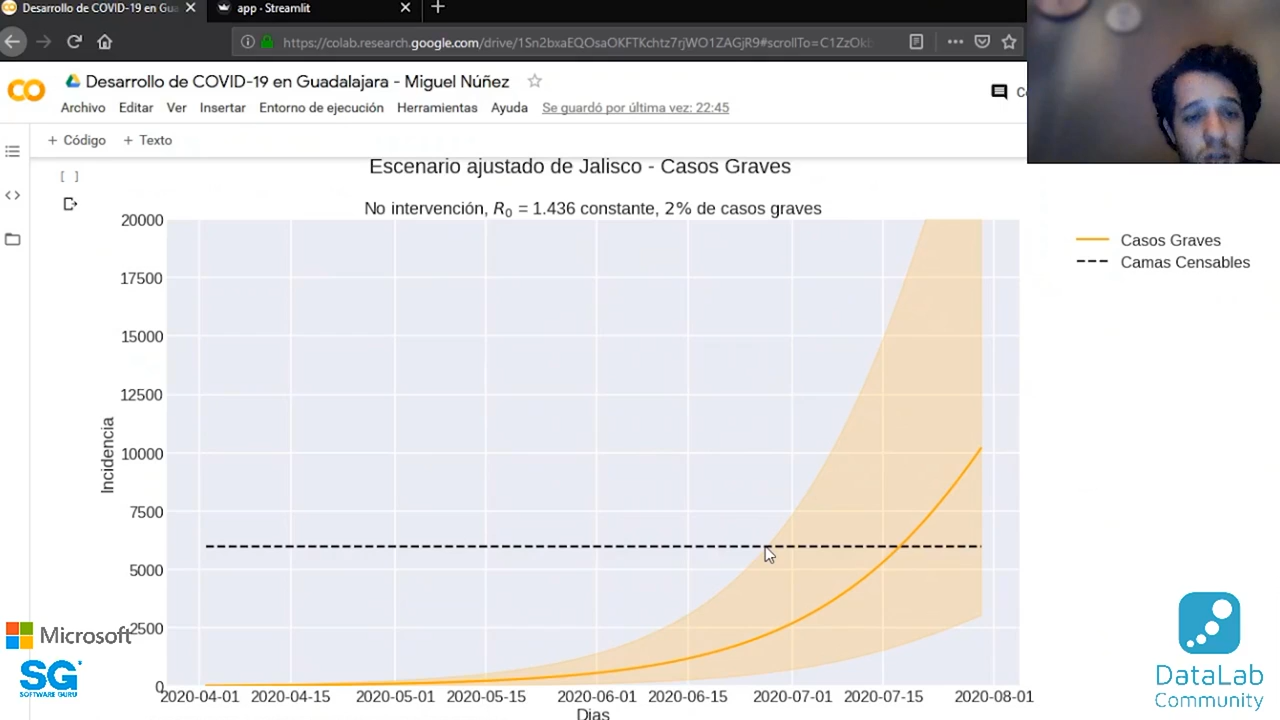 Desarrollo de COVID-19 en Gua
app - Streamlit
https://colab.research.google.com/drive/1Sn2bxaEQOsaOKFTKchtz7rjWO1ZAGjR9#scrollTo=C1ZzOkb
Desarrollo de COVID-19 en Guadalajara - Miguel Núñez
Archivo Editar Ver Insertar Entorno de ejecución Herramientas Ayuda Se guardó por última vez: 22:45
+ Código + Texto
Escenario ajustado de Jalisco - Casos Graves
No intervención, R0 = 1.436 constante, 2% de casos graves
20000
17500
15000
12500
10000
7500
5000
2500
0
Incidencia
2020-04-01 2020-04-15 2020-05-01 2020-05-15 2020-06-01 2020-06-15 2020-07-01 2020-07-15 2020-08-01
Dias
Casos Graves
Camas Censables
Microsoft
SG
SOFTWARE GURU
DataLab
Community